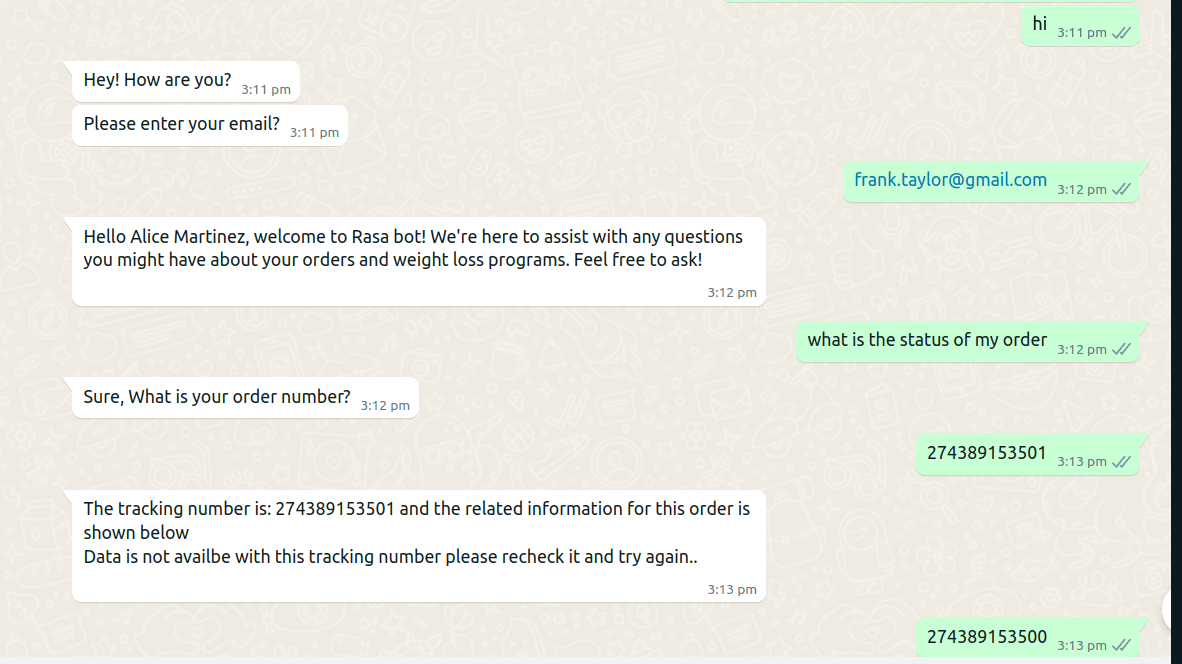 hi 3:11 pm
Hey! How are you? 3:11 pm
Please enter your email? 3:11 pm
frank.taylor@gmail.com 3:12 pm
Hello Alice Martinez, welcome to Rasa bot! We're here to assist with any questions
you might have about your orders and weight loss programs. Feel free to ask!
3:12 pm
what is the status of my order 3:12 pm
Sure, What is your order number? 3:12 pm
274389153501 3:13 pm
The tracking number is: 274389153501 and the related information for this order is
shown below
Data is not availbe with this tracking number please recheck it and try again..
3:13 pm
274389153500 3:13 pm